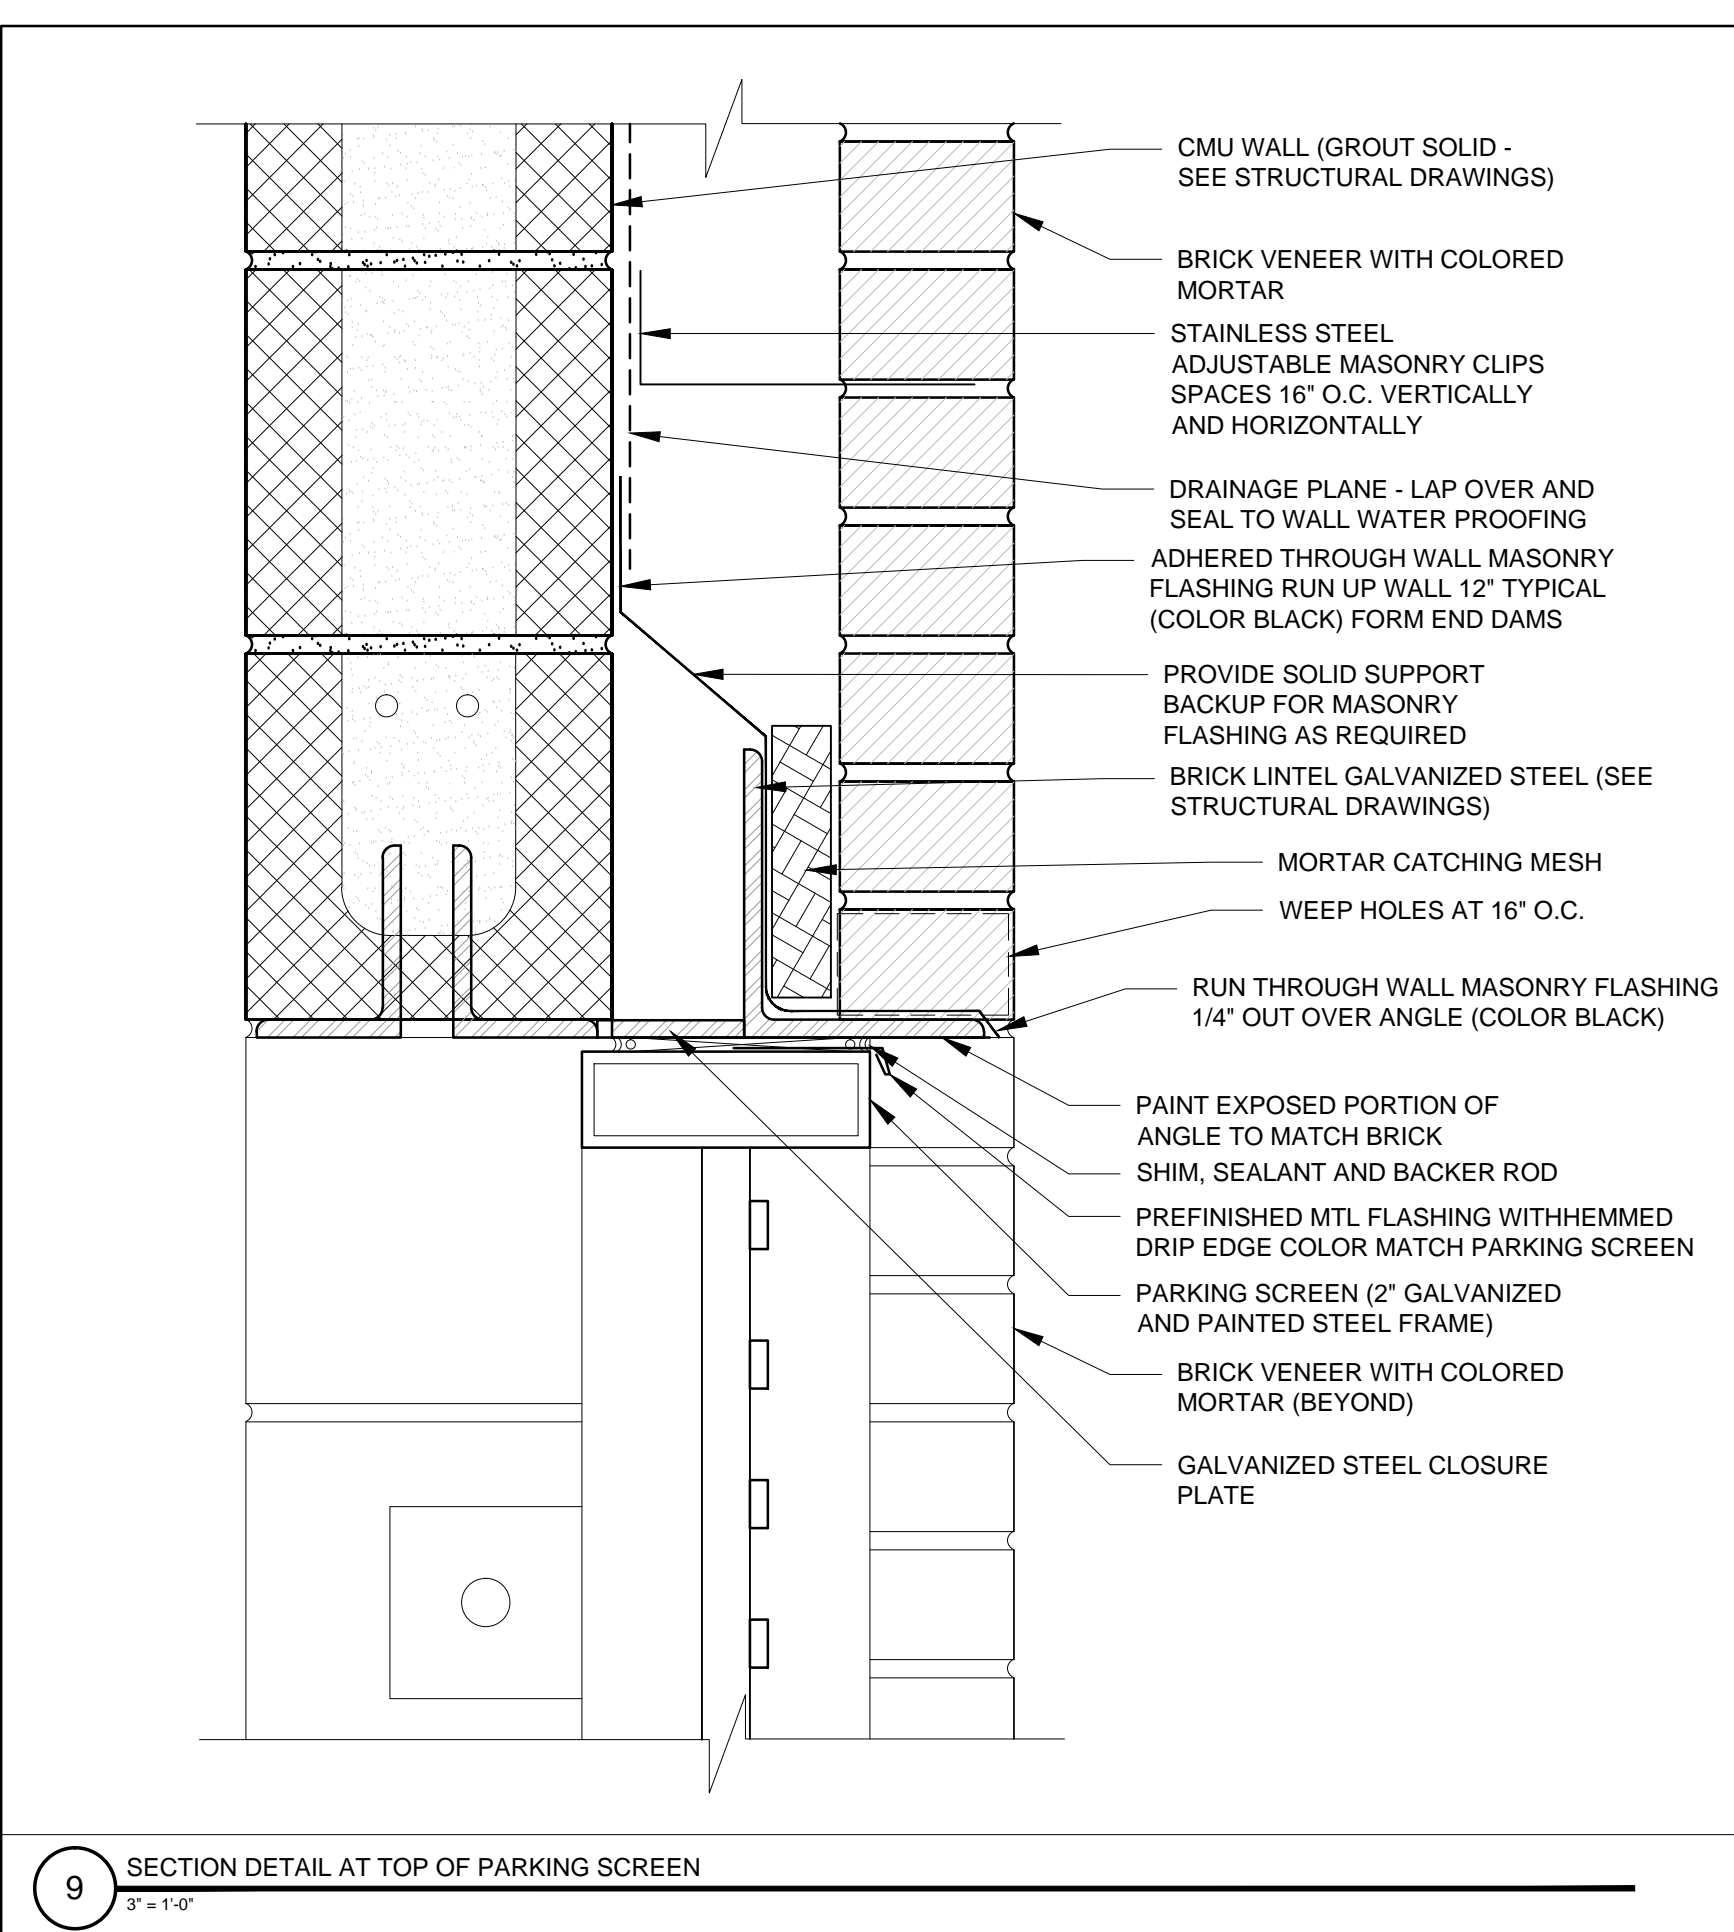 CMU WALL (GROUT SOLID -
SEE STRUCTURAL DRAWINGS)
BRICK VENEER WITH COLORED
MORTAR
STAINLESS STEEL
ADJUSTABLE MASONRY CLIPS
SPACES 16" O.C. VERTICALLY
AND HORIZONTALLY
DRAINAGE PLANE - LAP OVER AND
SEAL TO WALL WATER PROOFING
ADHERED THROUGH WALL MASONRY
FLASHING RUN UP WALL 12" TYPICAL
(COLOR BLACK) FORM END DAMS
PROVIDE SOLID SUPPORT
BACKUP FOR MASONRY
FLASHING AS REQUIRED
BRICK LINTEL GALVANIZED STEEL (SEE
STRUCTURAL DRAWINGS)
MORTAR CATCHING MESH
WEEP HOLES AT 16" O.C.
RUN THROUGH WALL MASONRY FLASHING
1/4" OUT OVER ANGLE (COLOR BLACK)
PAINT EXPOSED PORTION OF
ANGLE TO MATCH BRICK
SHIM, SEALANT AND BACKER ROD
PREFINISHED MTL FLASHING WITHHEMMED
DRIP EDGE COLOR MATCH PARKING SCREEN
PARKING SCREEN (2" GALVANIZED
AND PAINTED STEEL FRAME)
BRICK VENEER WITH COLORED
MORTAR (BEYOND)
GALVANIZED STEEL CLOSURE
PLATE
9
SECTION DETAIL AT TOP OF PARKING SCREEN
3" = 1'-0"